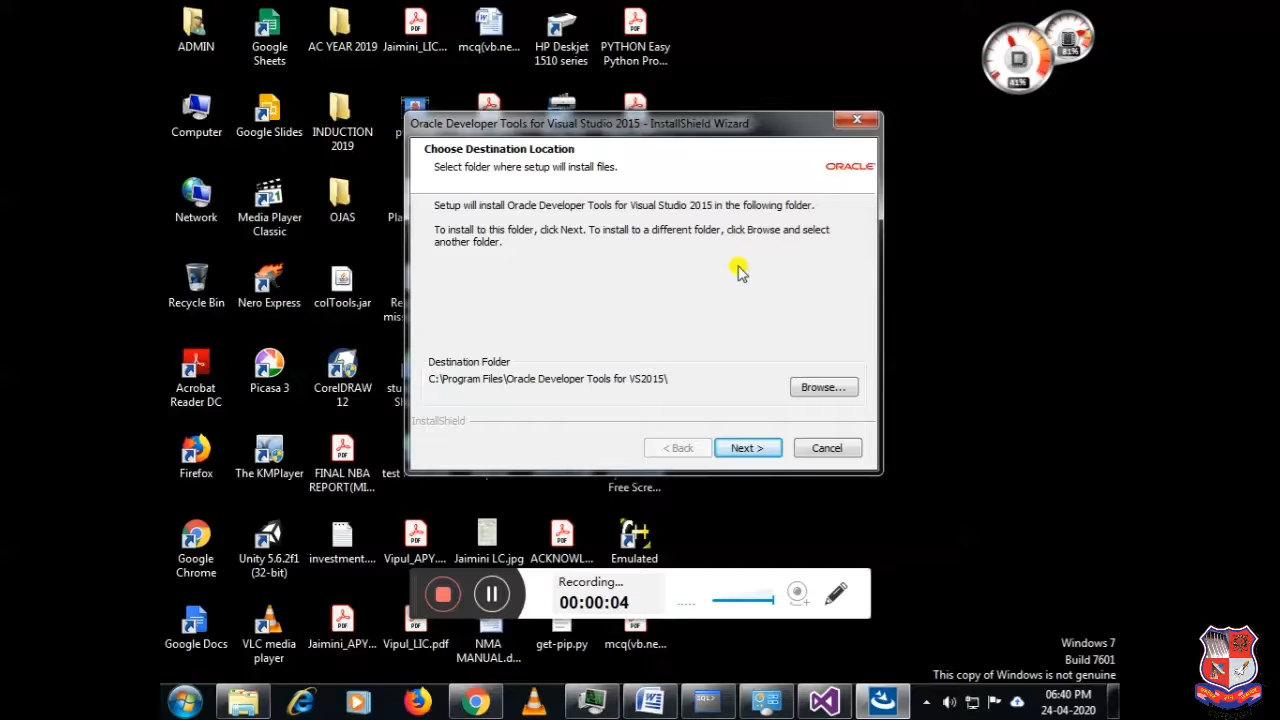 ADMIN
Google
Sheets
AC YEAR 2019
Jaimini_LIC...
mcq(vb.ne...
HP Deskjet
1510 series
PYTHON Easy
Python Pro...
41%
81%
Computer
Google Slides
INDUCTION
2019
Network
Media Player
Classic
OJAS
Recycle Bin
Nero Express
colTools.jar
Acrobat
Reader DC
Picasa 3
CorelDRAW
12
Firefox
The KMPlayer
FINAL NBA
REPORT(MI...
test
Free Scre...
Oracle Developer Tools for Visual Studio 2015 - InstallShield Wizard
Choose Destination Location
Select folder where setup will install files.
ORACLE
Setup will install Oracle Developer Tools for Visual Studio 2015 in the following folder.
To install to this folder, click Next. To install to a different folder, click Browse and select
another folder.
Destination Folder
C:\Program Files\Oracle Developer Tools for VS2015\
Browse...
InstallShield
< Back
Next >
Cancel
Google
Chrome
Unity 5.6.2f1
(32-bit)
investment....
Vipul_APY....
Jaimini LC.jpg
ACKNOWL...
Emulated
Recording...
00:00:04
Google Docs
VLC media
player
Jaimini_APY...
Vipul_LIC.pdf
NMA
MANUAL.d...
get-pip.py
mcq(vb.ne...
Windows 7
Build 7601
This copy of Windows is not genuine
06:40 PM
24-04-2020